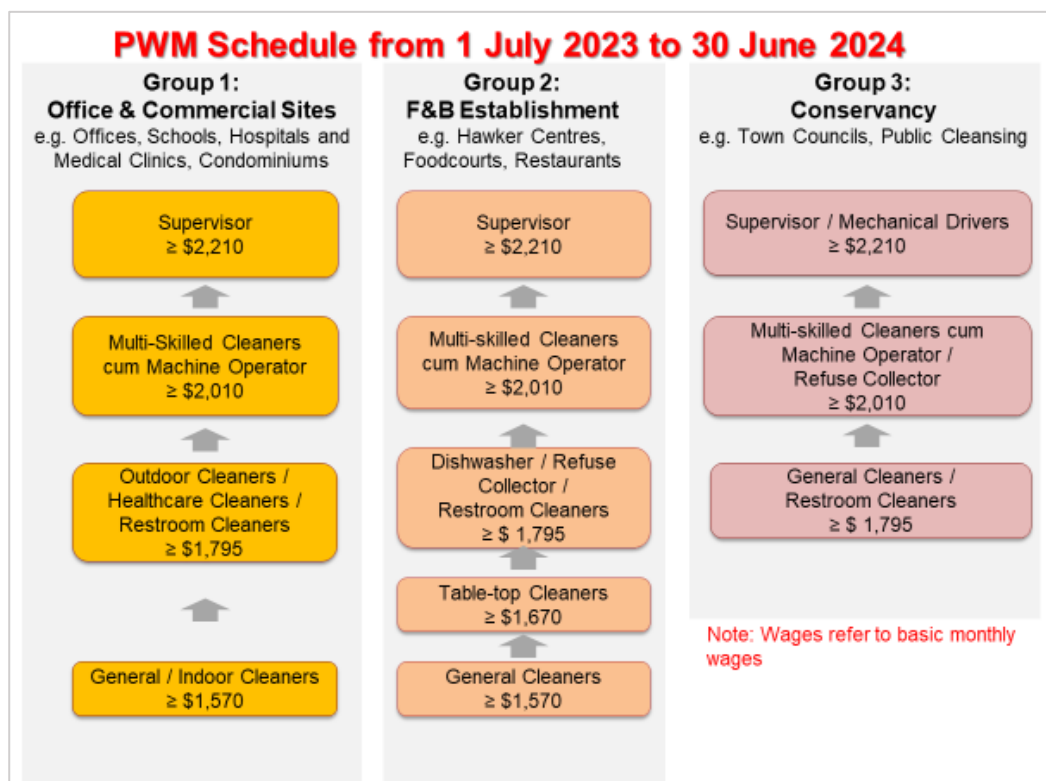 PWM Schedule from 1 July 2023 to 30 June 2024
Group 1:
Office & Commercial Sites
e.g. Offices, Schools, Hospitals and
Medical Clinics, Condominiums
Supervisor
≥ $2,210
Multi-Skilled Cleaners
cum Machine Operator
≥ $2,010
Outdoor Cleaners /
Healthcare Cleaners /
Restroom Cleaners
≥ $1,795
General / Indoor Cleaners
≥ $1,570
Group 2:
F&B Establishment
e.g. Hawker Centres,
Foodcourts, Restaurants
Supervisor
≥ $2,210
Multi-skilled Cleaners
cum Machine Operator
≥ $2,010
Dishwasher / Refuse
Collector /
Restroom Cleaners
≥ $ 1,795
Table-top Cleaners
≥ $1,670
General Cleaners
≥ $1,570
Group 3:
Conservancy
e.g. Town Councils, Public Cleansing
Supervisor / Mechanical Drivers
≥ $2,210
Multi-skilled Cleaners cum
Machine Operator /
Refuse Collector
≥ $2,010
General Cleaners /
Restroom Cleaners
≥ $ 1,795
Note: Wages refer to basic monthly
wages